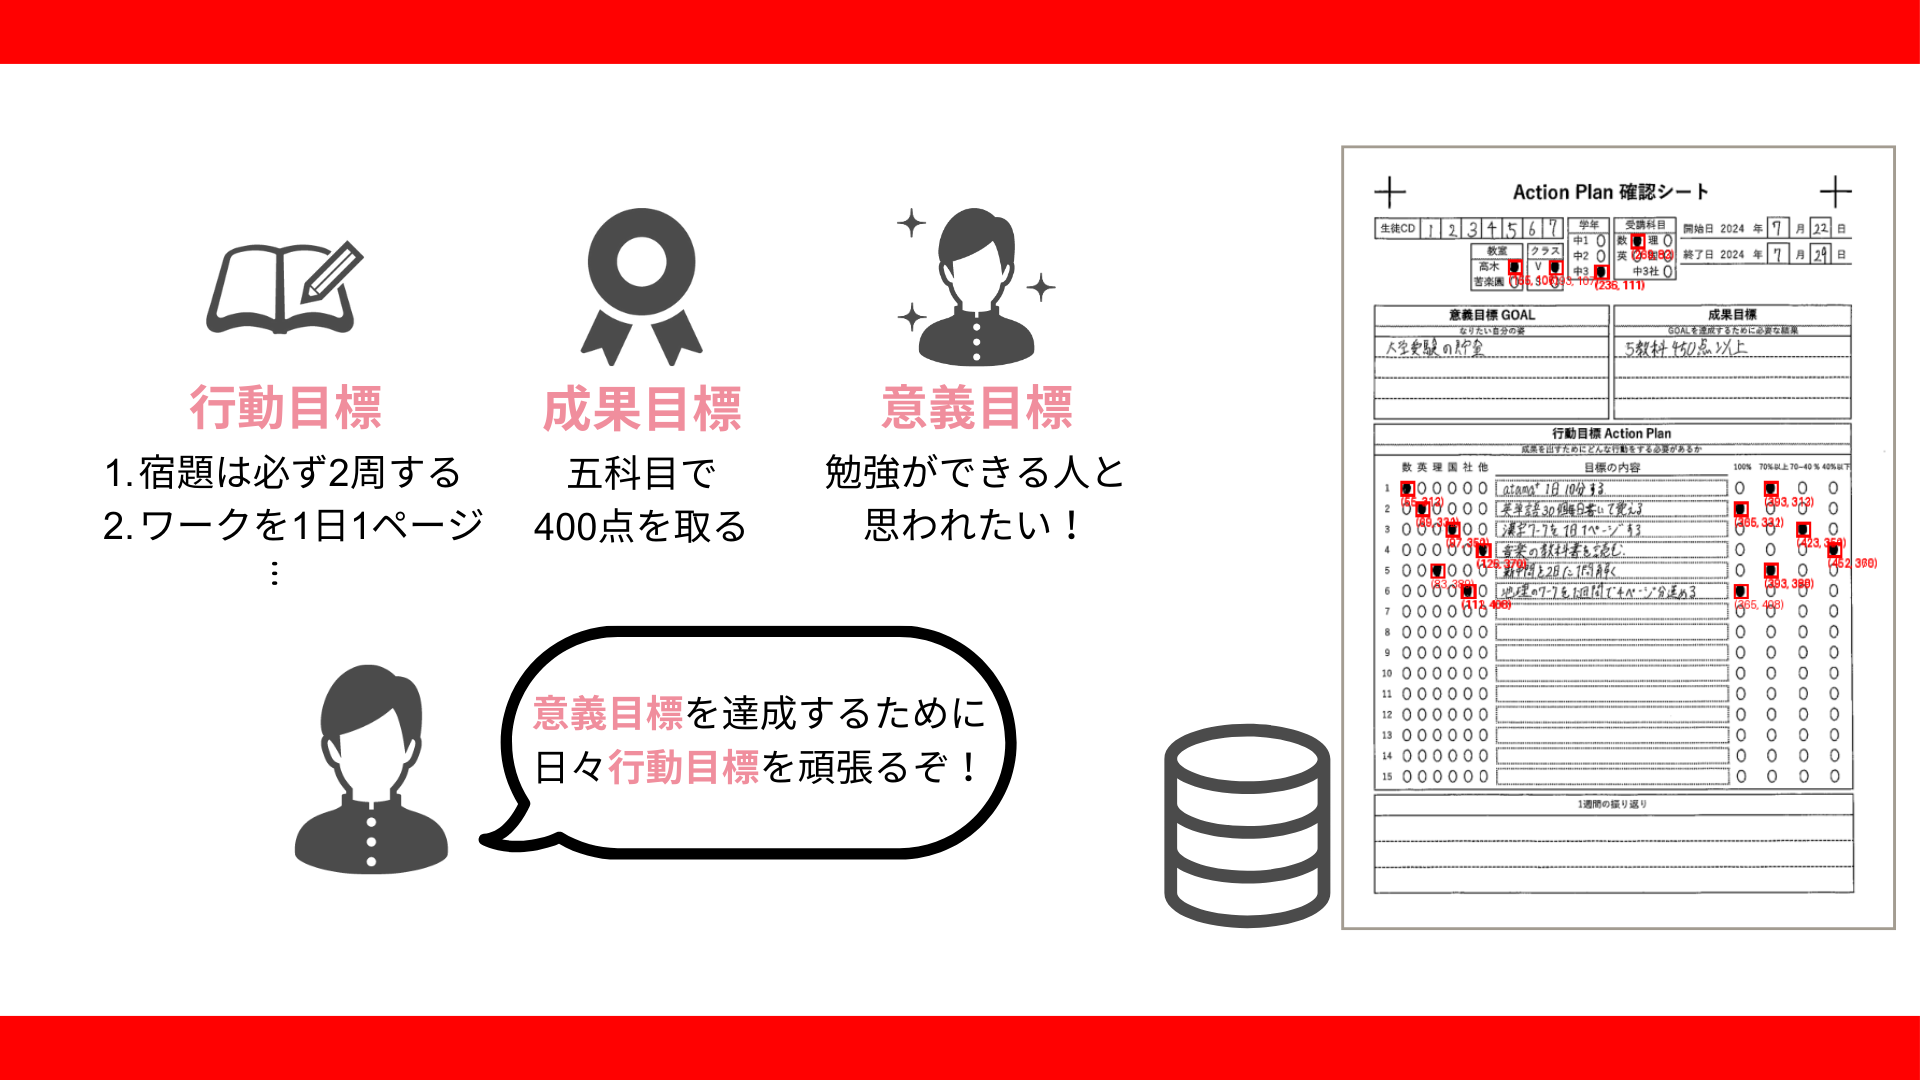 行動目標
1.宿題は必ず2周する
2.ワークを1日1ページ
⋮
成果目標
五科目で
400点を取る
意義目標
勉強ができる人と
思われたい！
意義目標を達成するために
日々行動目標を頑張るぞ！
Action Plan 確認シート
生徒CD 1 2 3 4 5 6 7
学年
中1
中2
中3
受講科目
数 理
英
中3社
教室
高木
苦楽園
クラス
V
S
開始日 2024 年 7 月 22 日
終了日 2024 年 7 月 29 日
(236, 111)
意義目標 GOAL
なりたい自分の姿
大学受験の貯金
成果目標
GOALを達成するために必要な結果
5教科450点以上
行動目標 Action Plan
成果を出すためにどんな行動をする必要があるか
数 英 理 国 社 他 目標の内容 100% 70%以上 70~40% 40%以下
1 atama+ 1日10分する
2 英単語30個毎日書いて覚える
3 漢字ワークを1日1ページする
4 音楽の教科書を読む.
5
6 地理のワークを1週間で4ページ分進める
7
8
9
10
11
12
13
14
15
1週間の振り返り